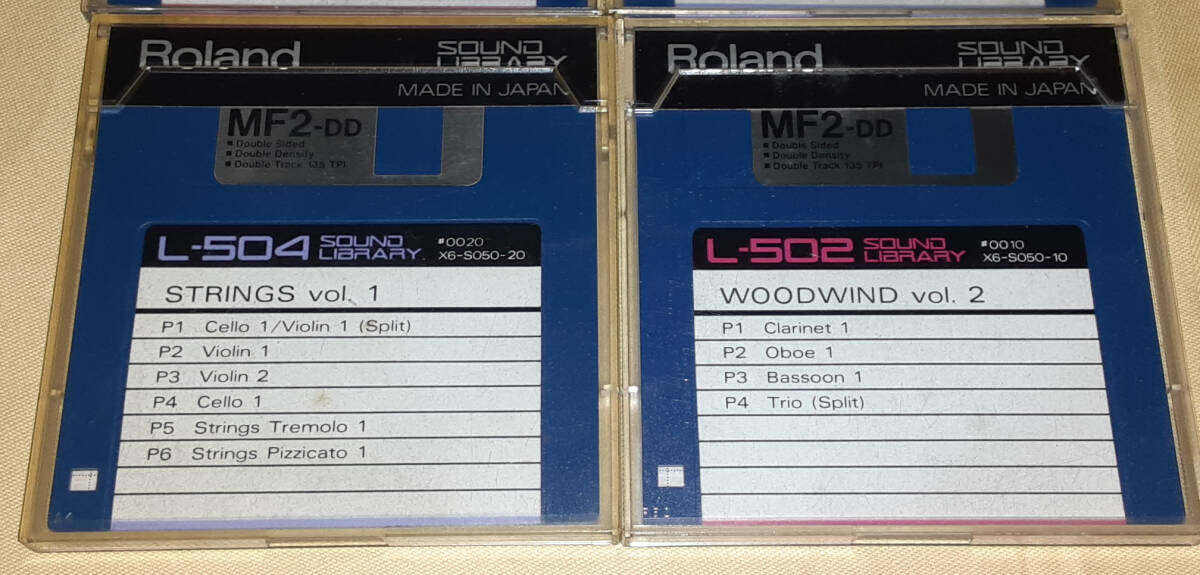 Roland
SOUND LIBRARY
MADE IN JAPAN
MF2-DD
Double Sided
Double Density
Double Track 135 TPI
L-504 SOUND LIBRARY #0020 X6-S050-20
STRINGS vol. 1
P1 Cello 1/Violin 1 (Split)
P2 Violin 1
P3 Violin 2
P4 Cello 1
P5 Strings Tremolo 1
P6 Strings Pizzicato 1
Roland
SOUND LIBRARY
MADE IN JAPAN
MF2-DD
Double Sided
Double Density
Double Track 135 TPI
L-502 SOUND LIBRARY #0010 X6-S050-10
WOODWIND vol. 2
P1 Clarinet 1
P2 Oboe 1
P3 Bassoon 1
P4 Trio (Split)